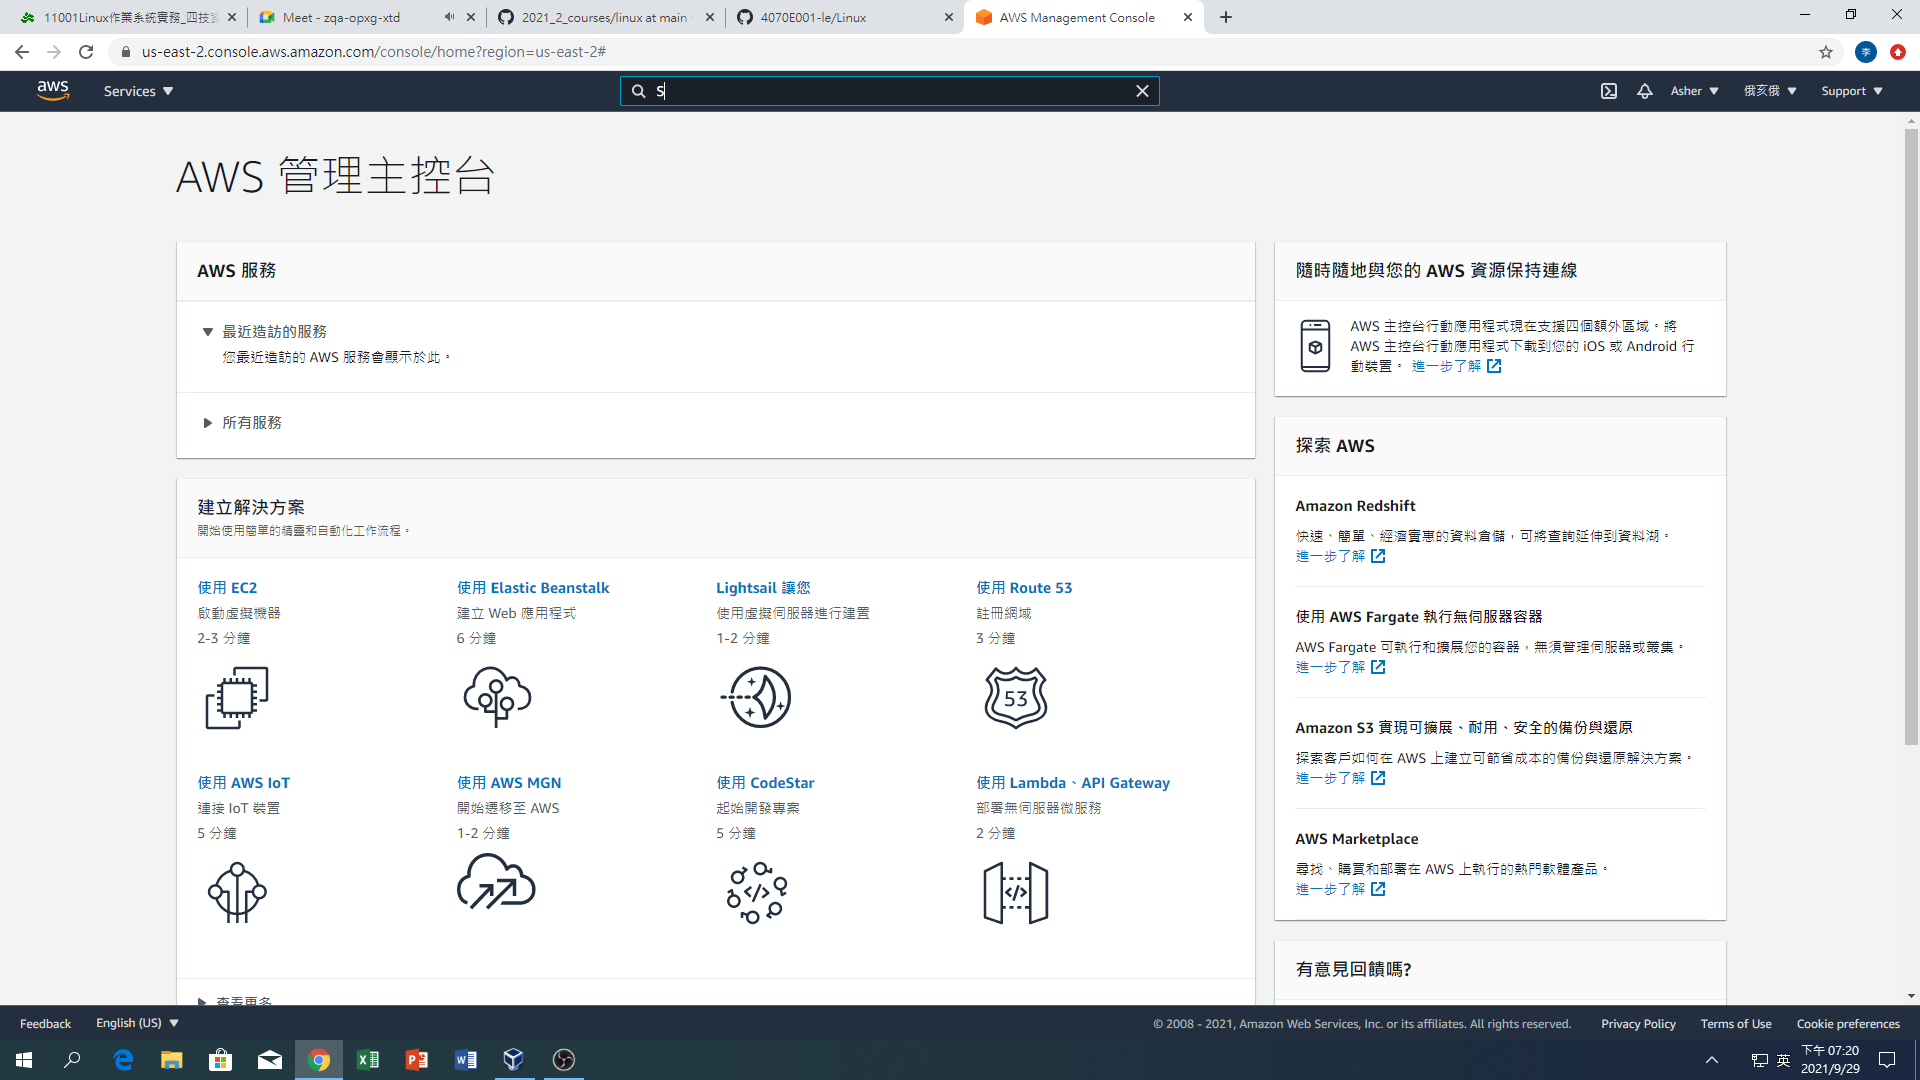 11001Linux作業系統實務_四技資
Meet - zqa-opxg-xtd
2021_2_courses/linux at main ·
4070E001-le/Linux
AWS Management Console
us-east-2.console.aws.amazon.com/console/home?region=us-east-2#
李
aws
Services
S
Asher
俄亥俄
Support
AWS 管理主控台
AWS 服務
最近造訪的服務
您最近造訪的 AWS 服務會顯示於此。
所有服務
建立解決方案
開始使用簡單的精靈和自動化工作流程。
使用 EC2
啟動虛擬機器
2-3 分鐘
使用 Elastic Beanstalk
建立 Web 應用程式
6 分鐘
Lightsail 讓您
使用虛擬伺服器進行建置
1-2 分鐘
使用 Route 53
註冊網域
3 分鐘
53
使用 AWS IoT
連接 IoT 裝置
5 分鐘
使用 AWS MGN
開始遷移至 AWS
1-2 分鐘
使用 CodeStar
起始開發專案
5 分鐘
使用 Lambda、API Gateway
部署無伺服器微服務
2 分鐘
查看更多
隨時隨地與您的 AWS 資源保持連線
AWS 主控台行動應用程式現在支援四個額外區域。將
AWS 主控台行動應用程式下載到您的 iOS 或 Android 行
動裝置。 進一步了解
探索 AWS
Amazon Redshift
快速、簡單、經濟實惠的資料倉儲，可將查詢延伸到資料湖。
進一步了解
使用 AWS Fargate 執行無伺服器容器
AWS Fargate 可執行和擴展您的容器，無須管理伺服器或叢集。
進一步了解
Amazon S3 實現可擴展、耐用、安全的備份與還原
探索客戶如何在 AWS 上建立可節省成本的備份與還原解決方案。
進一步了解
AWS Marketplace
尋找、購買和部署在 AWS 上執行的熱門軟體產品。
進一步了解
有意見回饋嗎?
Feedback
English (US)
© 2008 - 2021, Amazon Web Services, Inc. or its affiliates. All rights reserved.
Privacy Policy
Terms of Use
Cookie preferences
英
下午 07:20
2021/9/29